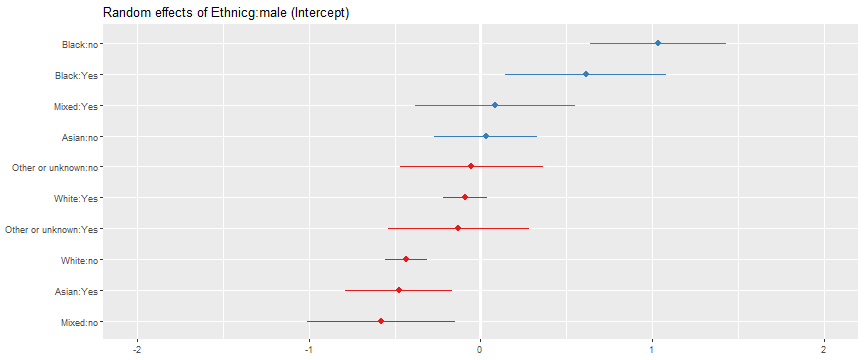 Random effects of Ethnicg:male (Intercept)
Black:no
Black:Yes
Mixed:Yes
Asian:no
Other or unknown:no
White:Yes
Other or unknown:Yes
White:no
Asian:Yes
Mixed:no
-2 -1 0 1 2